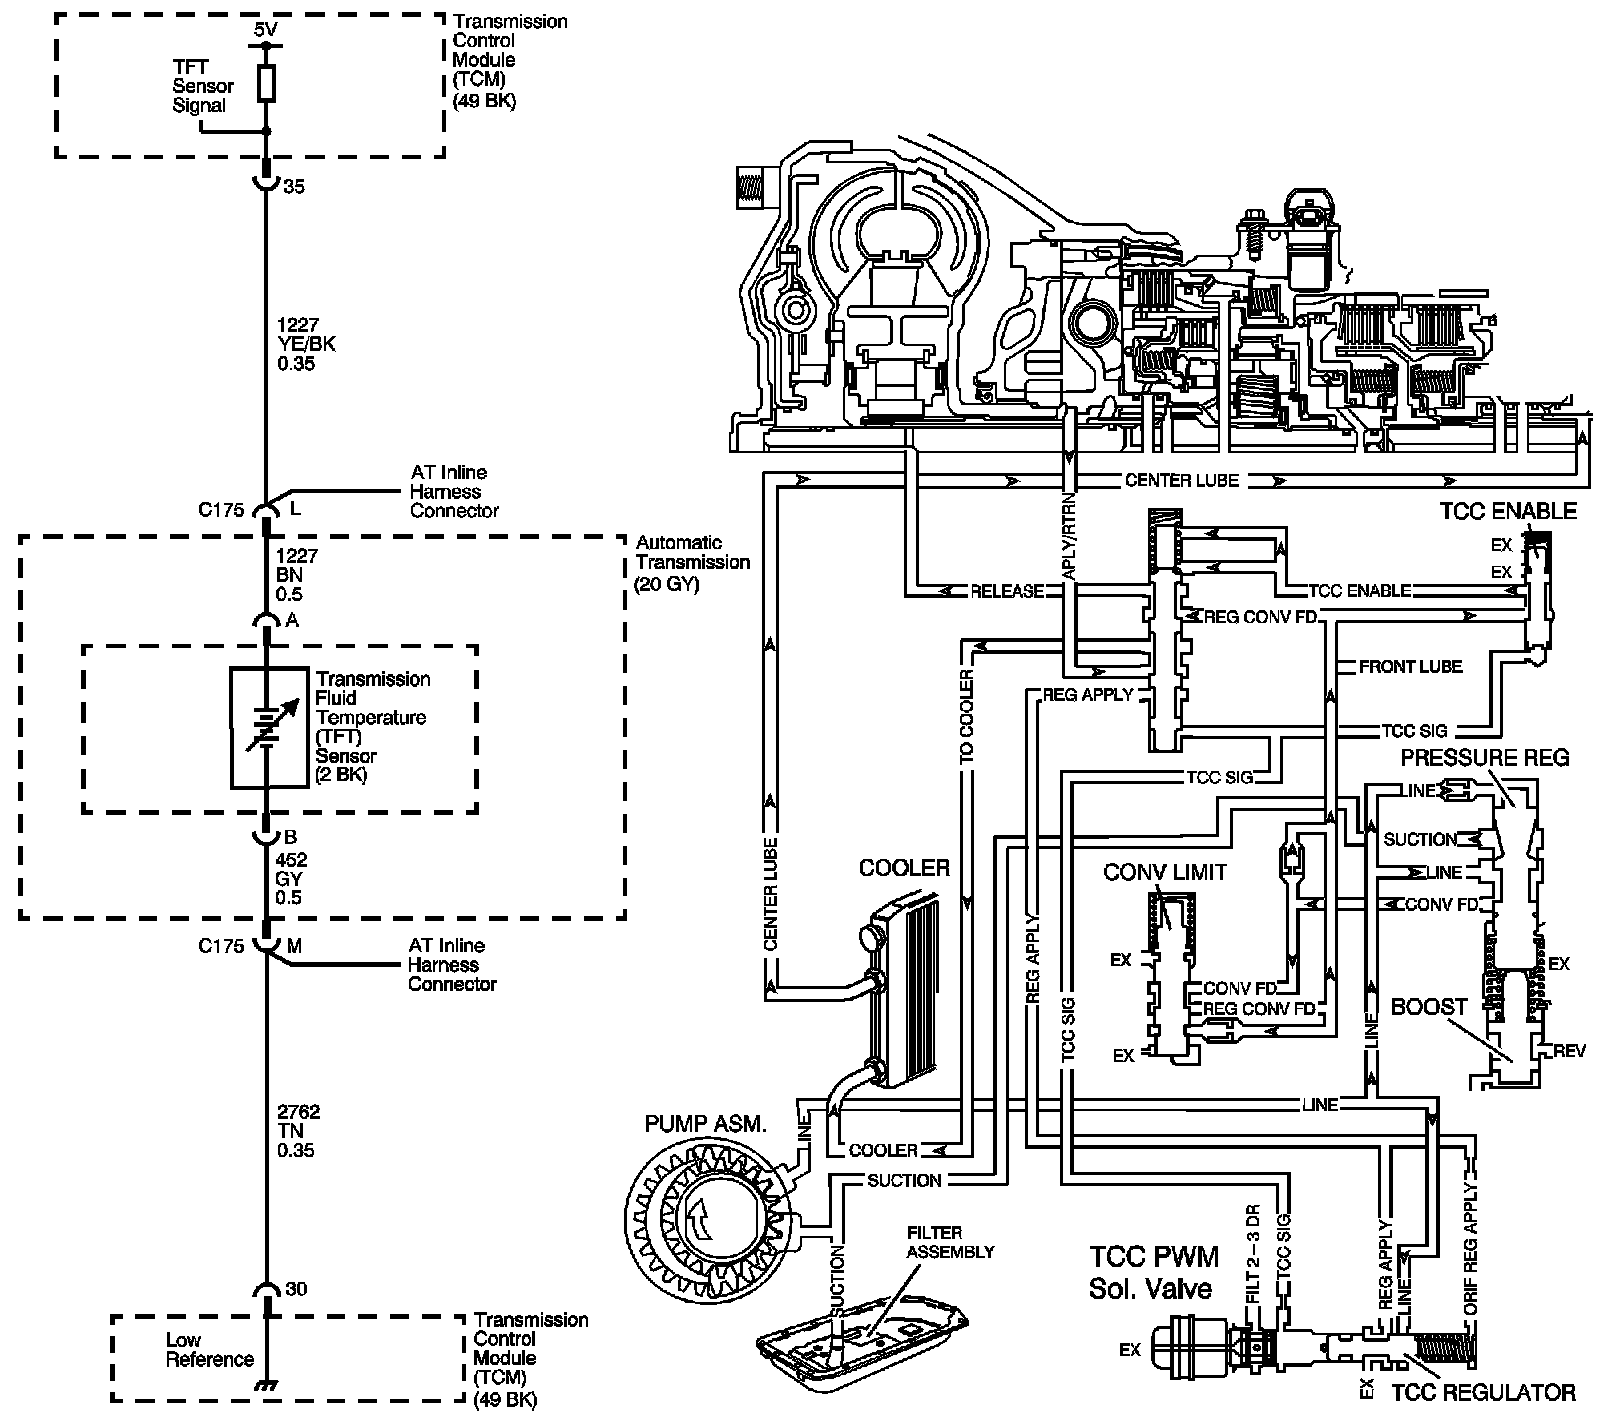 5V
TFT
Sensor
Signal
Transmission
Control
Module
(TCM)
(49 BK)
35
1227
YE/BK
0.35
AT Inline
Harness
Connector
C175
L
Automatic
Transmission
(20 GY)
1227
BN
0.5
A
Transmission
Fluid
Temperature
(TFT)
Sensor
(2 BK)
B
452
GY
0.5
C175
M
AT Inline
Harness
Connector
2762
TN
0.35
30
Low
Reference
Transmission
Control
Module
(TCM)
(49 BK)
CENTER LUBE
APLY/RTRN
TCC ENABLE
EX
EX
RELEASE
TCC ENABLE
REG CONV FD
FRONT LUBE
REG APPLY
TO COOLER
TCC SIG
TCC SIG
PRESSURE REG
LINE
SUCTION
LINE
CONV FD
CENTER LUBE
COOLER
CONV LIMIT
REG APPLY
EX
CONV FD
REG CONV FD
EX
TCC SIG
LINE
EX
BOOST
REV
LINE
PUMP ASM.
LINE
COOLER
SUCTION
SUCTION
FILTER
ASSEMBLY
TCC PWM
Sol. Valve
FILT 2-3 DR
TCC SIG
REG APPLY
LINE
ORIF REG APPLY
EX
EX
TCC REGULATOR